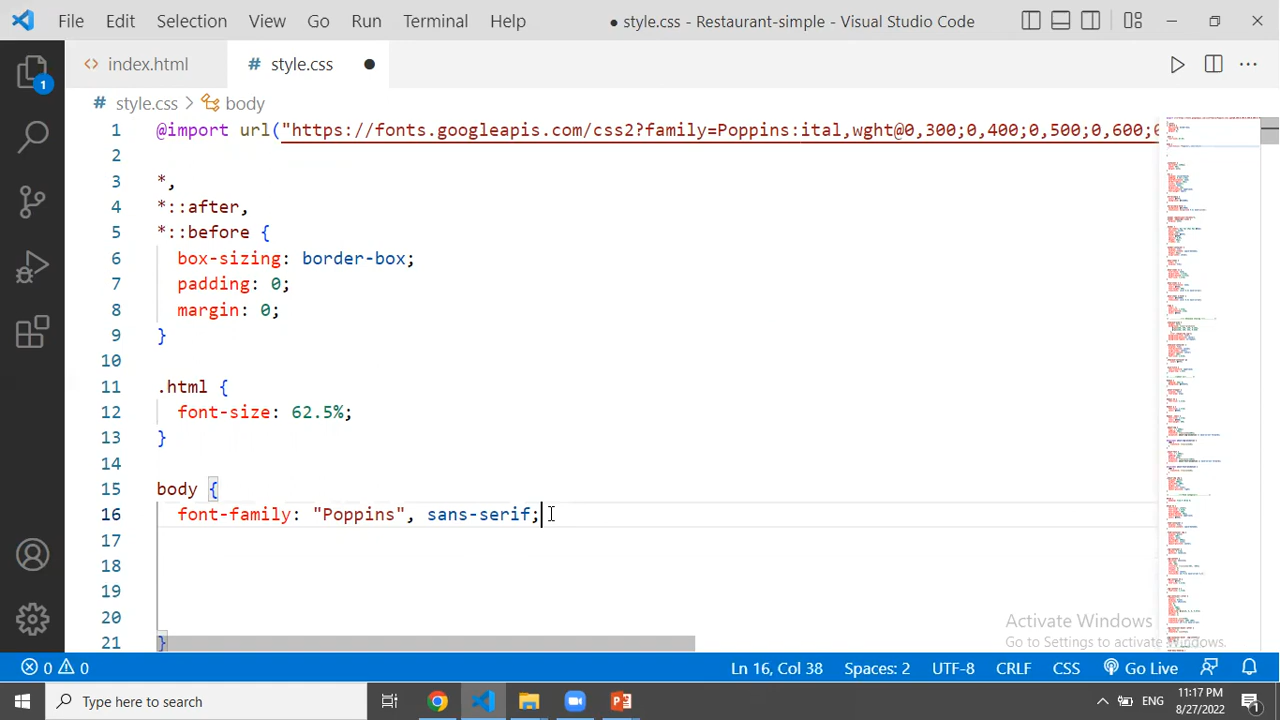 File Edit Selection View Go Run Terminal Help ● style.css - Restaurant-simple - Visual Studio Code
<> index.html # style.css ●
# style.css > body
1 @import url("https://fonts.googleapis.com/css2?family=Poppins:ital,wght@0,300;0,400;0,500;0,600;0
2
3 *,
4 *::after,
5 *::before {
6 box-sizing: border-box;
7 padding: 0;
8 margin: 0;
9 }
10
11 .html {
12 font-size: 62.5%;
13 }
14
15 body {
16 font-family: "Poppins",
17
18
19
20
21 }
1
Activate Windows
Go to Settings to activate Windows.
0 0 Ln 16, Col 38 Spaces: 2 UTF-8 CRLF CSS Go Live
Type here to search
ENG
11:17 PM
8/27/2022
1